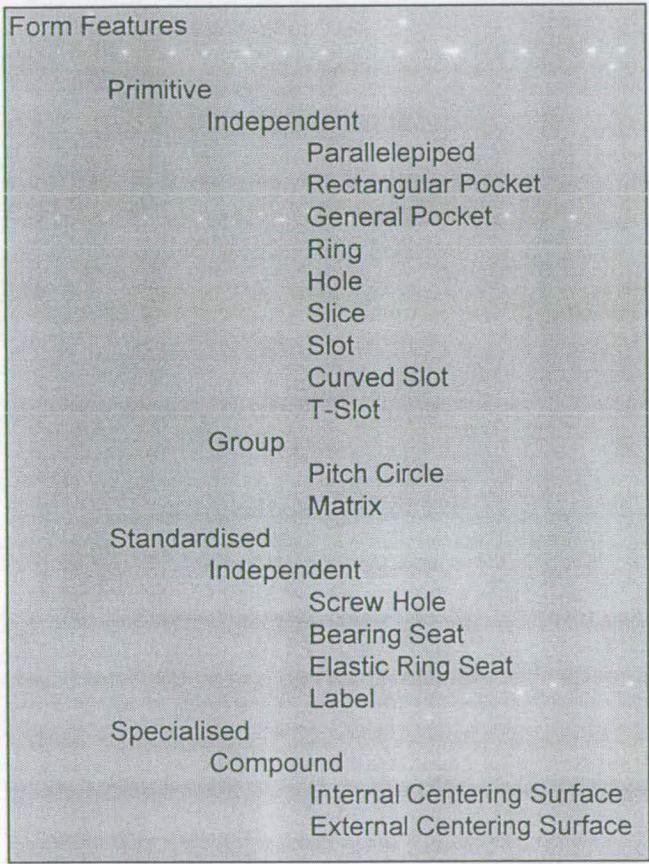 Form Features
Primitive
Independent
Parallelepiped
Rectangular Pocket
General Pocket
Ring
Hole
Slice
Slot
Curved Slot
T-Slot
Group
Pitch Circle
Matrix
Standardised
Independent
Screw Hole
Bearing Seat
Elastic Ring Seat
Label
Specialised
Compound
Internal Centering Surface
External Centering Surface